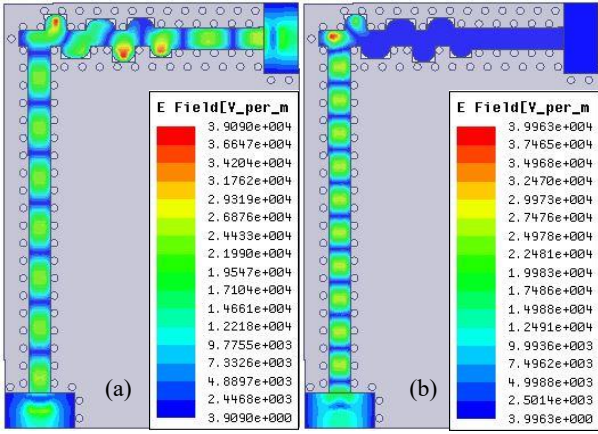 E Field[V_per_m
3.9090e+004
3.6647e+004
3.4204e+004
3.1762e+004
2.9319e+004
2.6876e+004
2.4433e+004
2.1990e+004
1.9547e+004
1.7104e+004
1.4661e+004
1.2218e+004
9.7755e+003
7.3326e+003
4.8897e+003
2.4468e+003
3.9090e+000
(a)
E Field[V_per_m
3.9963e+004
3.7465e+004
3.4968e+004
3.2470e+004
2.9973e+004
2.7476e+004
2.4978e+004
2.2481e+004
1.9983e+004
1.7486e+004
1.4988e+004
1.2491e+004
9.9936e+003
7.4962e+003
4.9988e+003
2.5014e+003
3.9963e+000
(b)